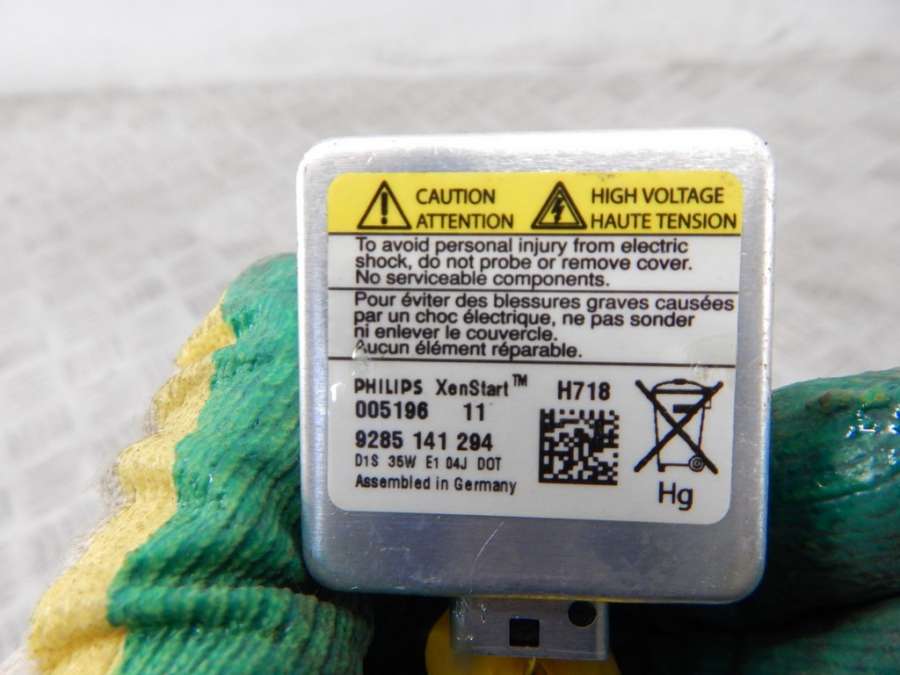 CAUTION
ATTENTION
HIGH VOLTAGE
HAUTE TENSION
To avoid personal injury from electric
shock, do not probe or remove cover.
No serviceable components.
Pour éviter des blessures graves causées
par un choc électrique, ne pas sonder
ni enlever le couvercle.
Aucun élément réparable.
PHILIPS XenStart™ H718
005196 11
9285 141 294
D1S 35W E1 04J DOT
Assembled in Germany
Hg